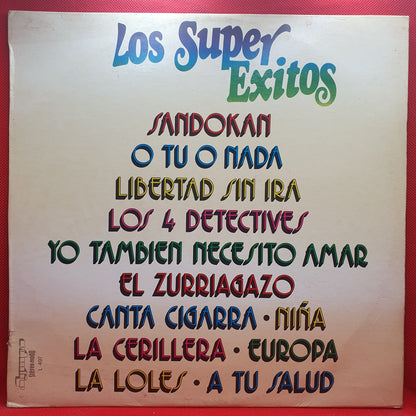 Los Super
Exitos
SANDOKAN
O TU O NADA
LIBERTAD SIN IRA
LOS 4 DETECTIVES
YO TAMBIEN NECESITO AMAR
EL ZURRIAGAZO
CANTA CIGARRA · NIÑA
LA CERILLERA · EUROPA
LA LOLES · A TU SALUD